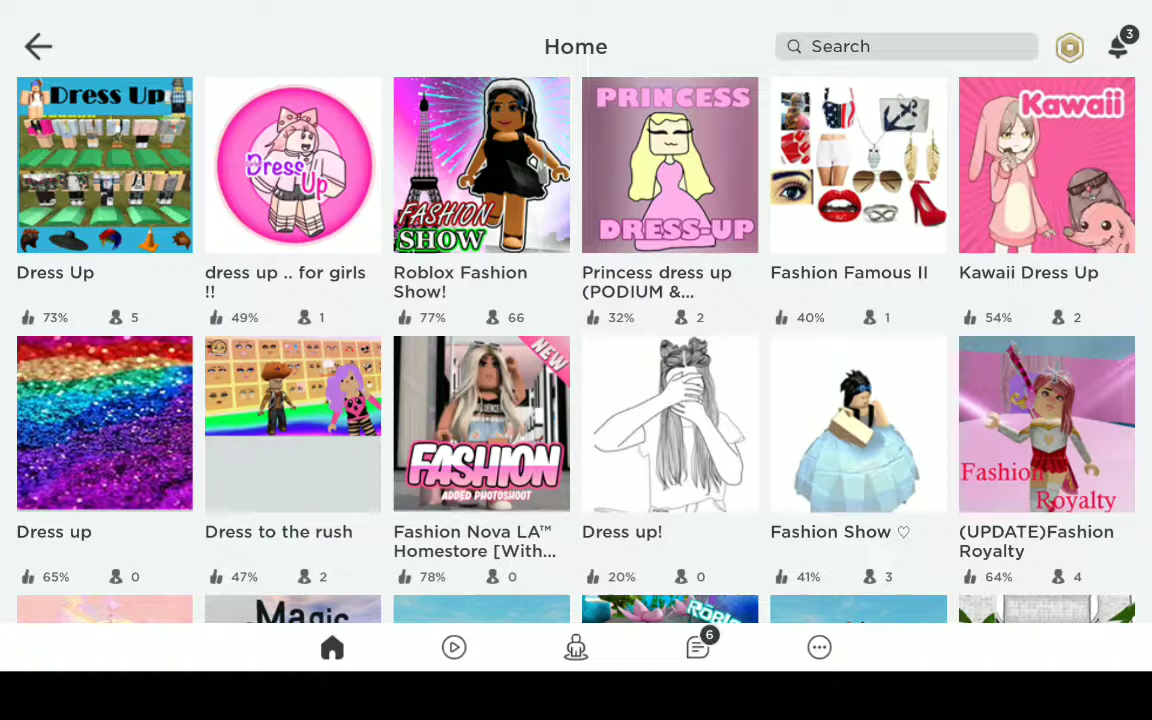 Home
Search
3
Dress Up
Dress Up
FASHION
SHOW
PRINCESS
DRESS-UP
Kawaii
Dress Up
dress up .. for girls
!!
Roblox Fashion
Show!
Princess dress up
(PODIUM &...
Fashion Famous II
Kawaii Dress Up
73% 5
49% 1
77% 66
32% 2
40% 1
54% 2
NEW
INFLUENCER
FASHION
ADDED PHOTOSHOOT
Fashion
Royalty
Dress up
Dress to the rush
Fashion Nova LA™
Homestore [With...
Dress up!
Fashion Show ♡
(UPDATE)Fashion
Royalty
65% 0
47% 2
78% 0
20% 0
41% 3
64% 4
Magic
6